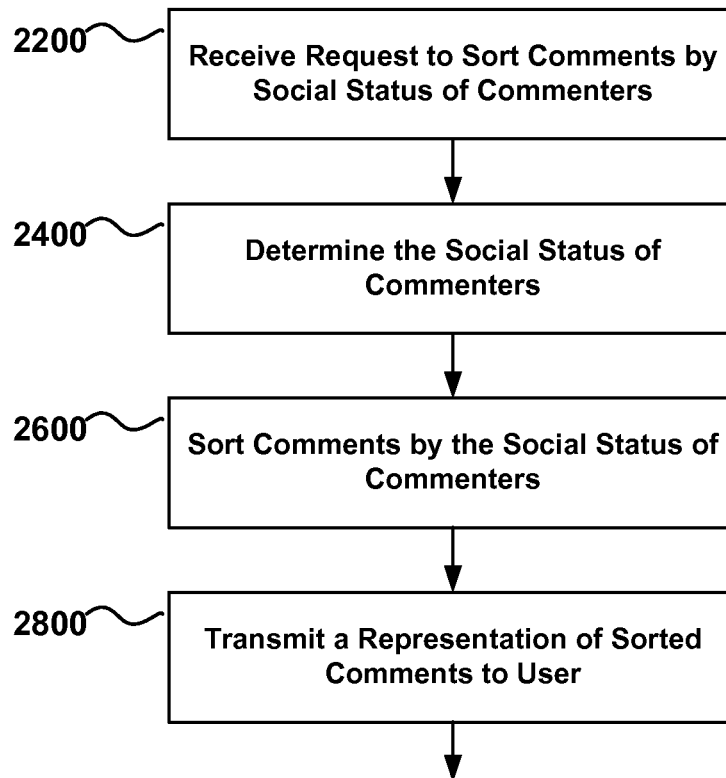 2200
Receive Request to Sort Comments by
Social Status of Commenters
2400
Determine the Social Status of
Commenters
2600
Sort Comments by the Social Status of
Commenters
2800
Transmit a Representation of Sorted
Comments to User